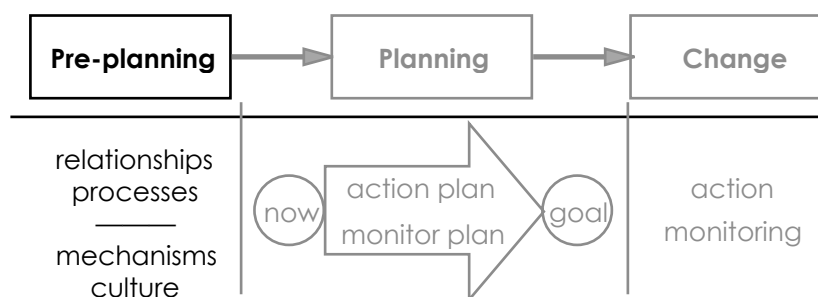 Pre-planning
Planning
Change
relationships
processes
mechanisms
culture
now
action plan
monitor plan
goal
action
monitoring